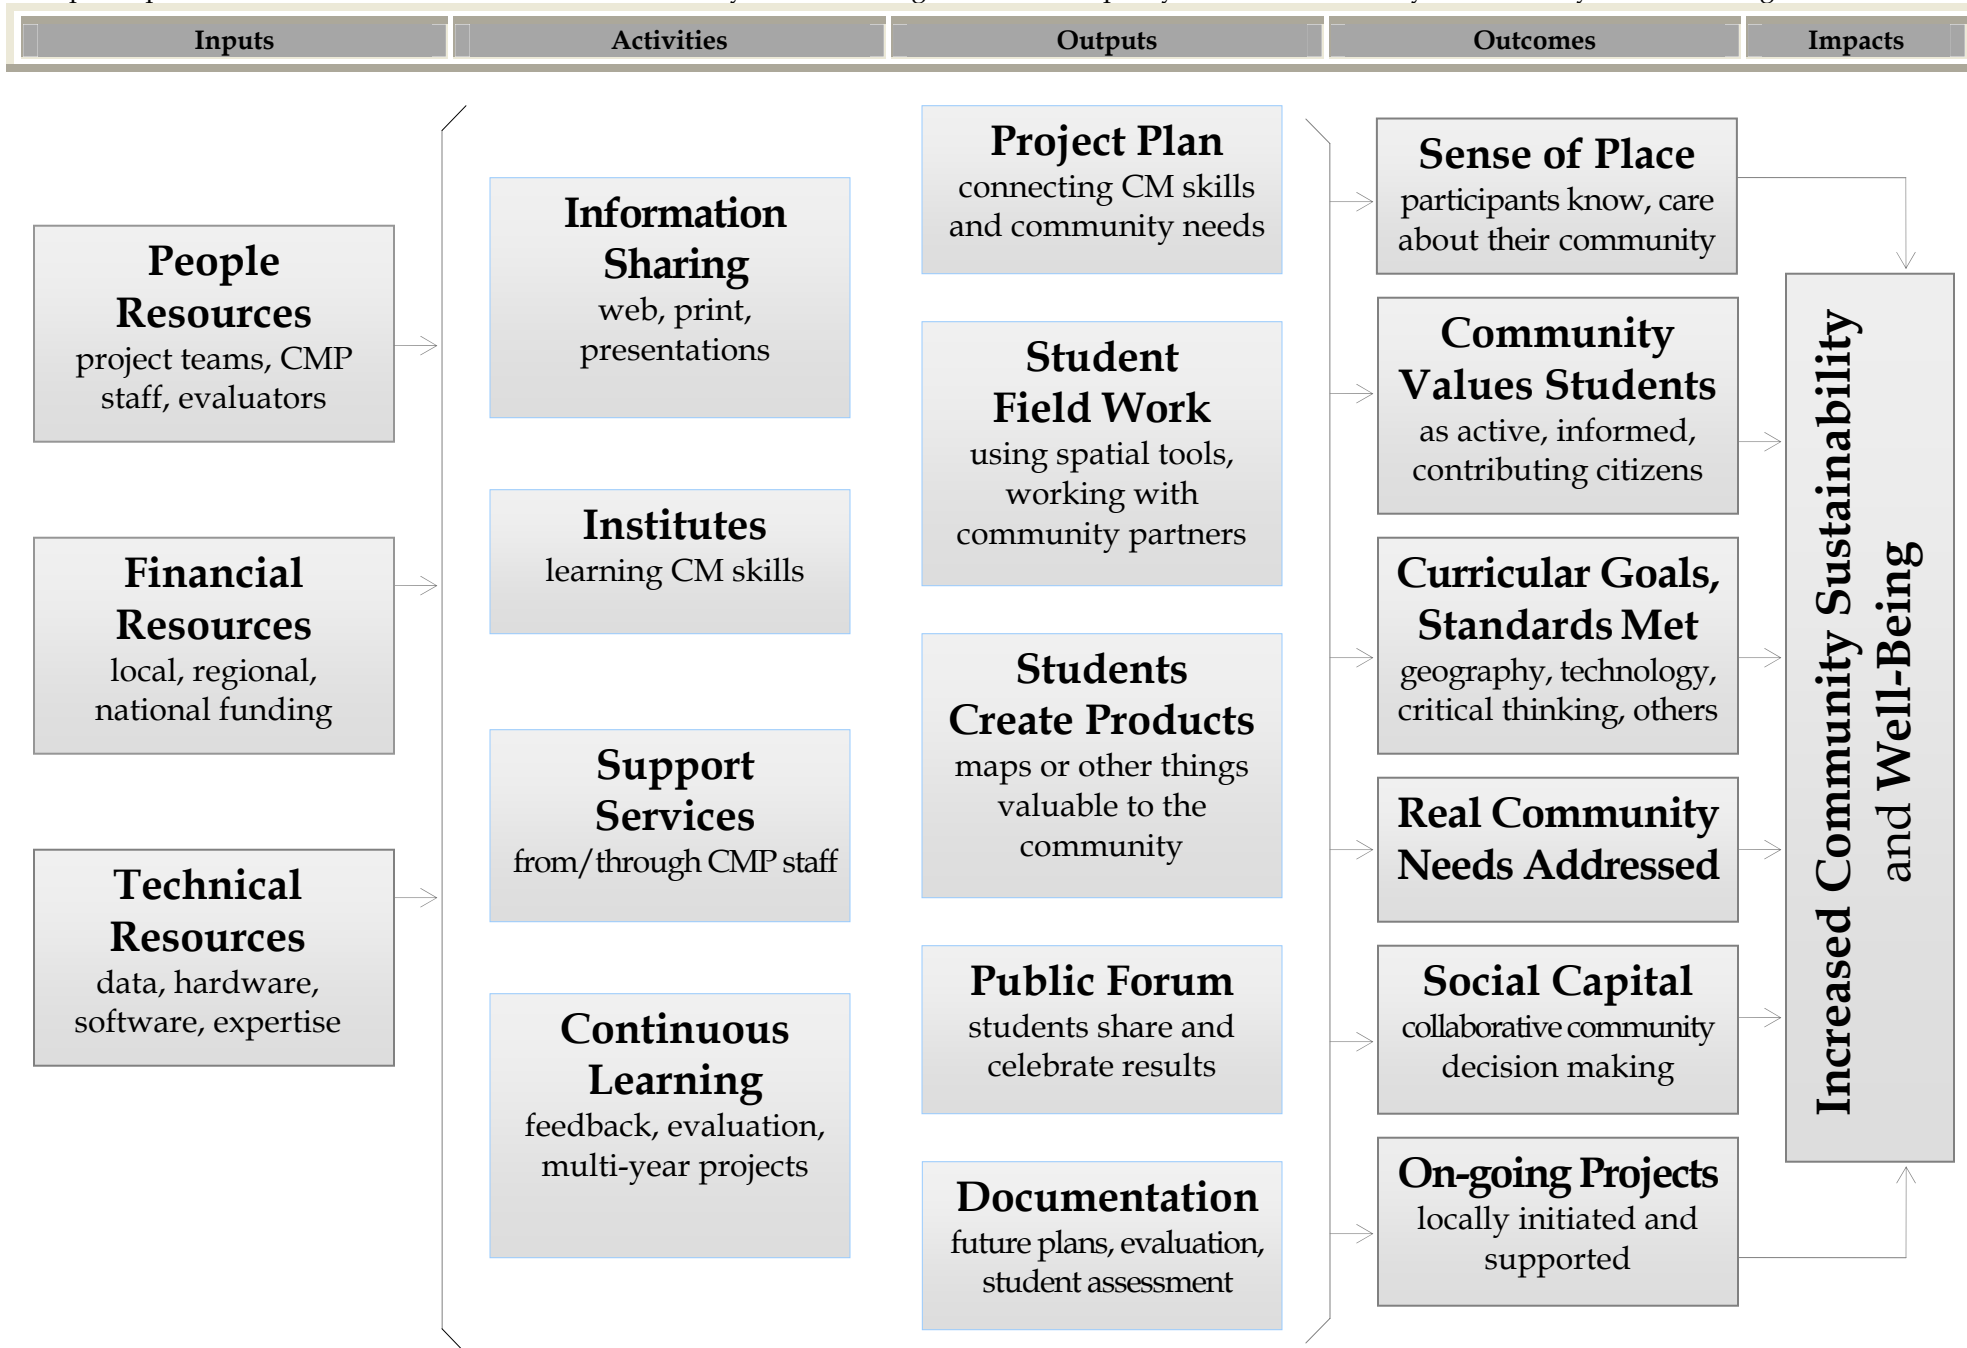 Inputs
Activities
Outputs
Outcomes
Impacts
People
Resources
project teams, CMP
staff, evaluators
Financial
Resources
local, regional,
national funding
Technical
Resources
data, hardware,
software, expertise
Information
Sharing
web, print,
presentations
Institutes
learning CM skills
Support
Services
from/through CMP staff
Continuous
Learning
feedback, evaluation,
multi-year projects
Project Plan
connecting CM skills
and community needs
Student
Field Work
using spatial tools,
working with
community partners
Students
Create Products
maps or other things
valuable to the
community
Public Forum
students share and
celebrate results
Documentation
future plans, evaluation,
student assessment
Sense of Place
participants know, care
about their community
Community
Values Students
as active, informed,
contributing citizens
Curricular Goals,
Standards Met
geography, technology,
critical thinking, others
Real Community
Needs Addressed
Social Capital
collaborative community
decision making
On-going Projects
locally initiated and
supported
Increased Community Sustainability
and Well-Being